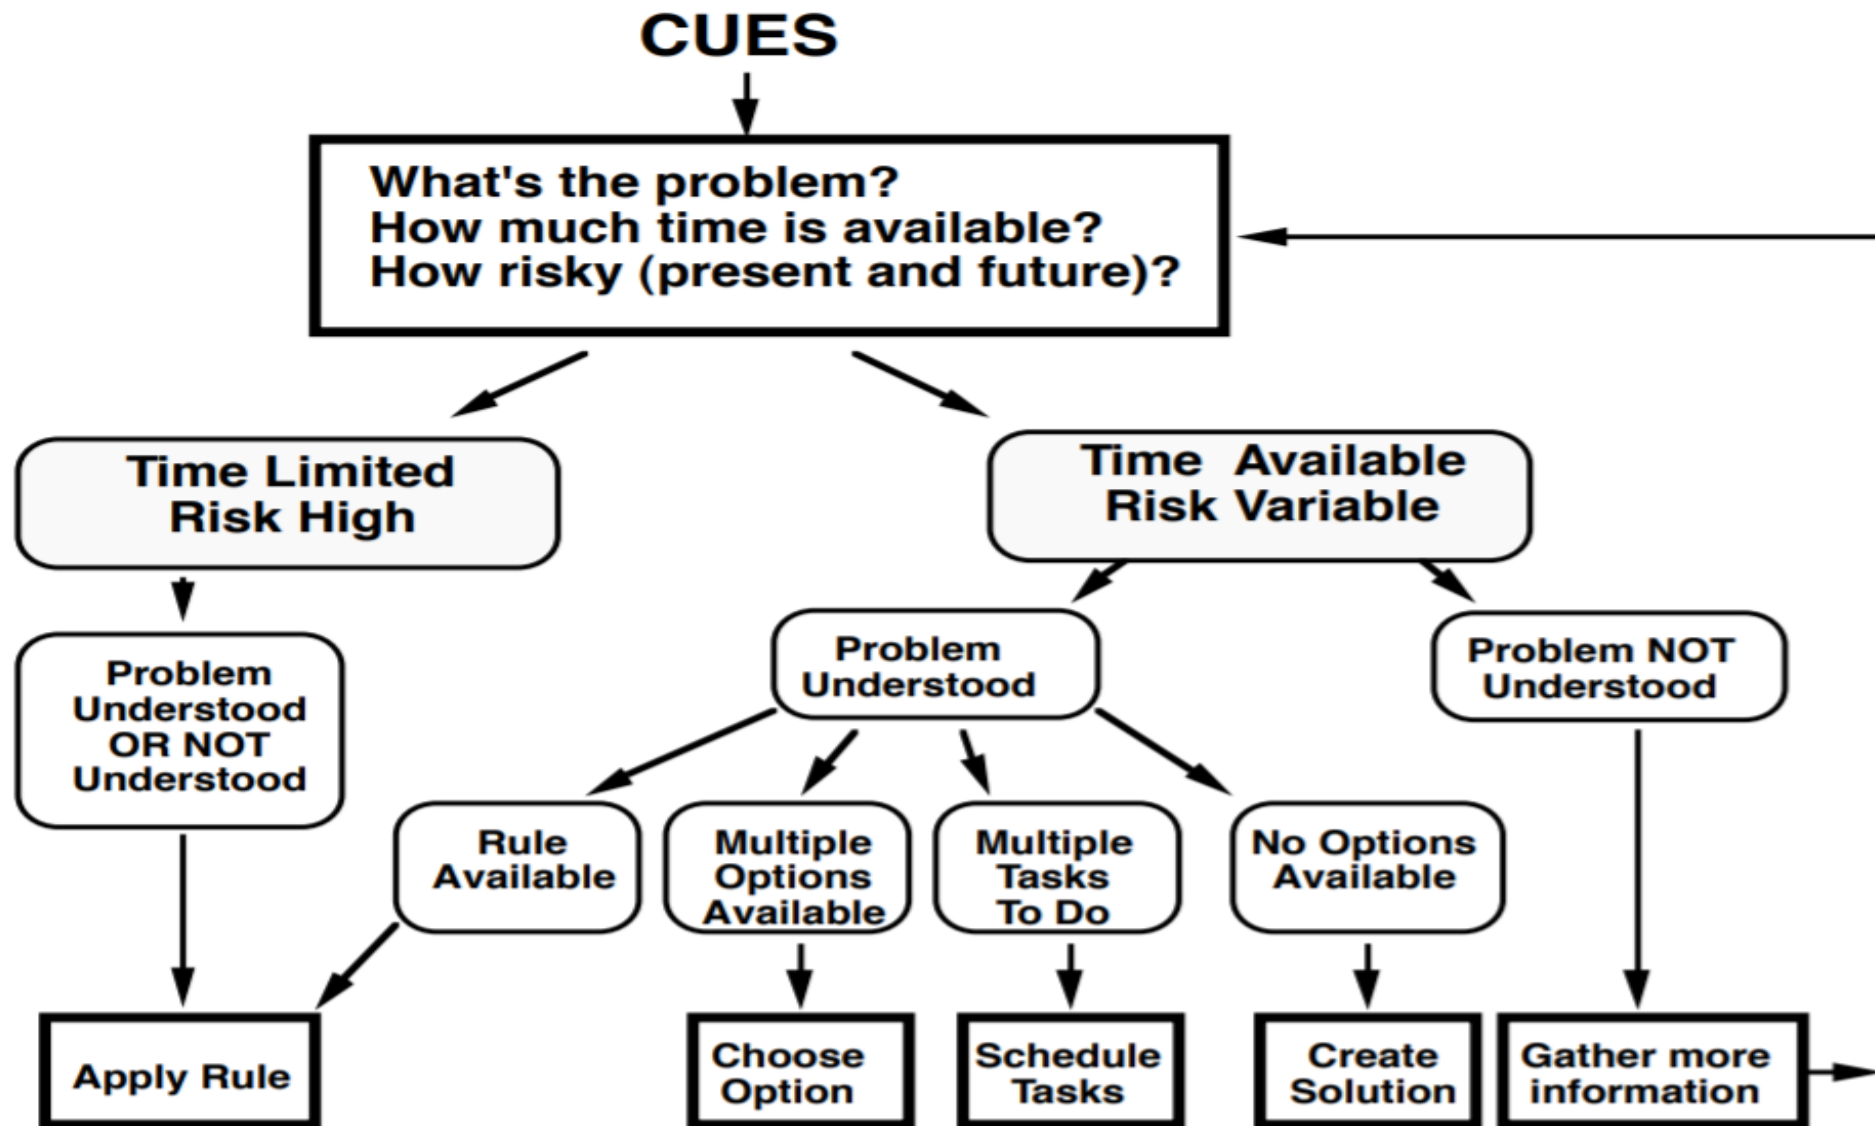 CUES
What's the problem?
How much time is available?
How risky (present and future)?
Time Limited
Risk High
Time Available
Risk Variable
Problem
Understood
OR NOT
Understood
Problem
Understood
Problem NOT
Understood
Rule
Available
Multiple
Options
Available
Multiple
Tasks
To Do
No Options
Available
Apply Rule
Choose
Option
Schedule
Tasks
Create
Solution
Gather more
information